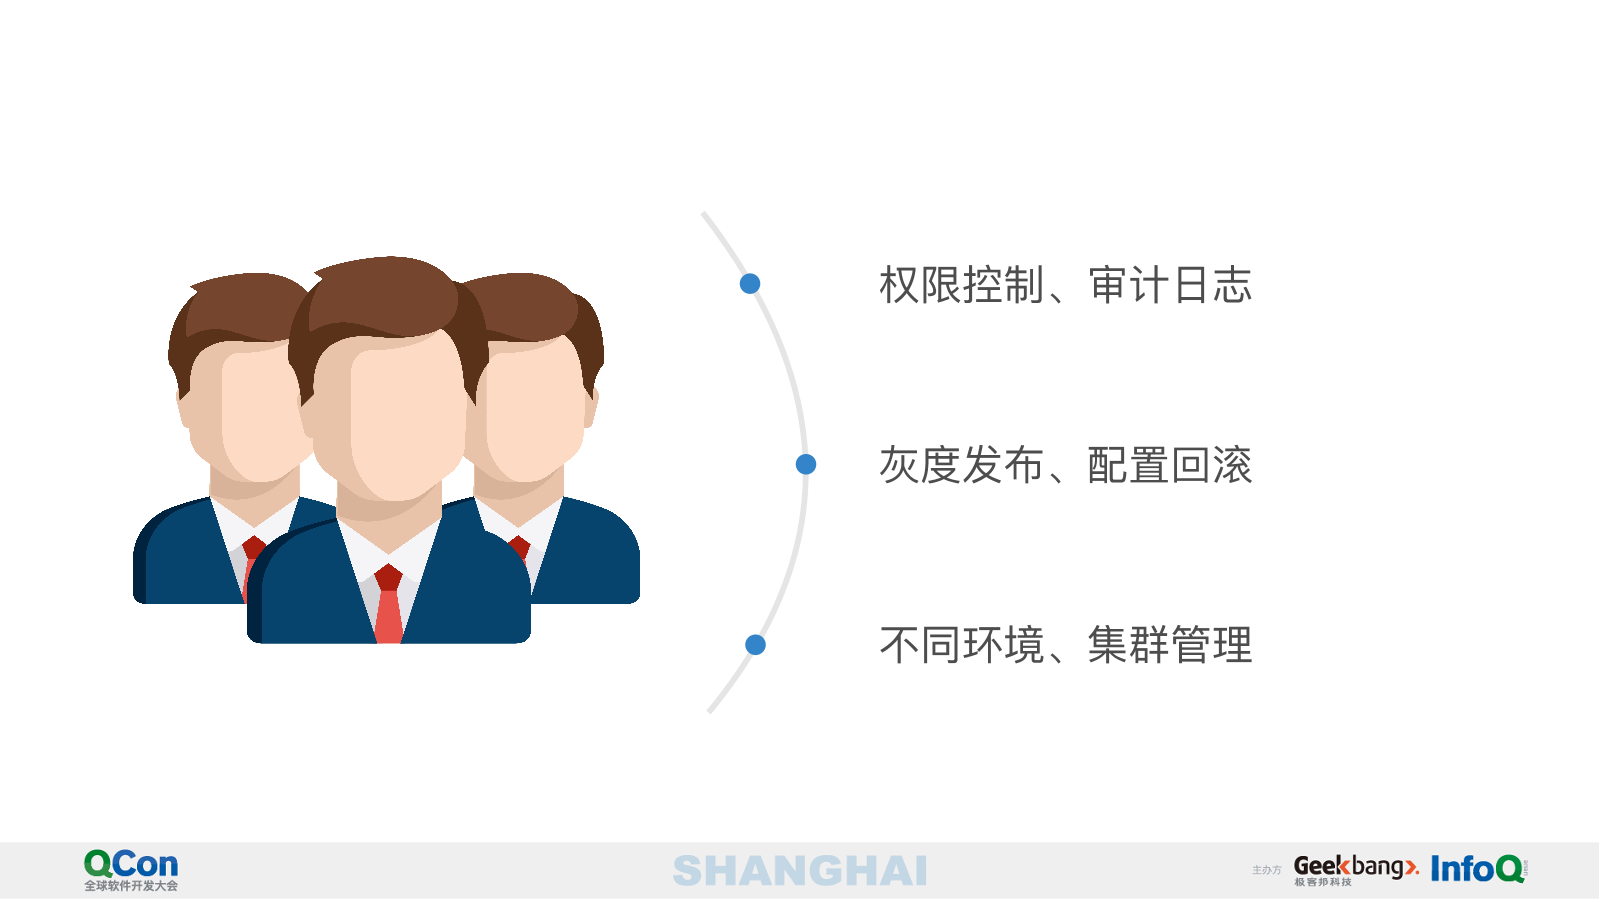 权限控制、审计日志
灰度发布、配置回滚
不同环境、集群管理
QCon
全球软件开发大会
SHANGHAI
主办方
Geekbang>.
极客邦科技
InfoQ